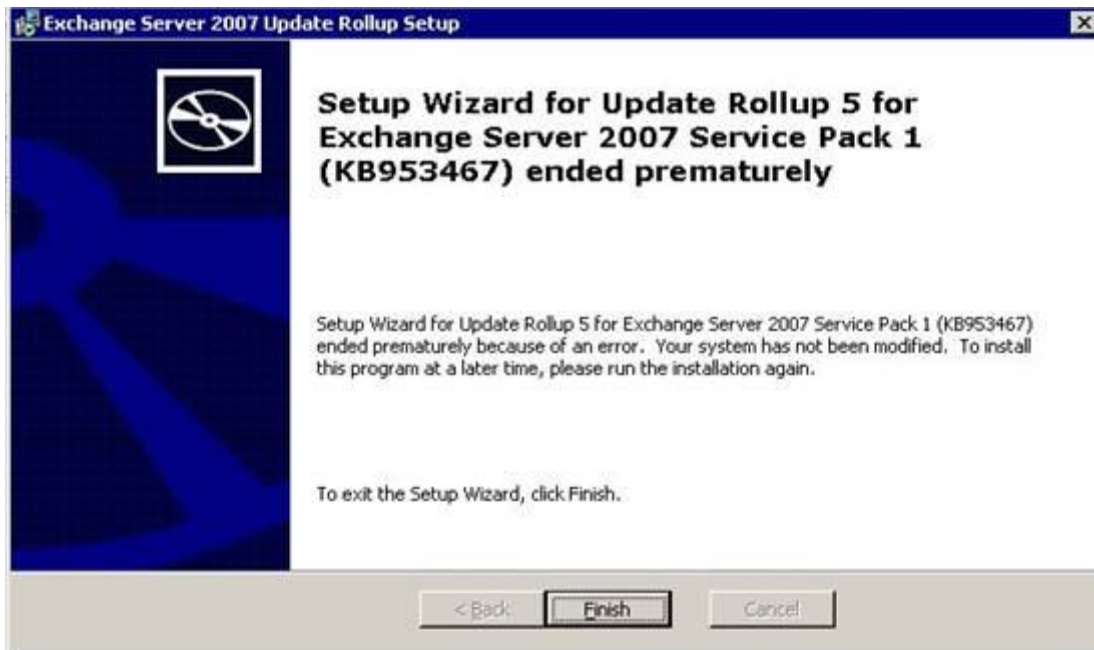 Exchange Server 2007 Update Rollup Setup
Setup Wizard for Update Rollup 5 for
Exchange Server 2007 Service Pack 1
(KB953467) ended prematurely
Setup Wizard for Update Rollup 5 for Exchange Server 2007 Service Pack 1 (KB953467)
ended prematurely because of an error. Your system has not been modified. To install
this program at a later time, please run the installation again.
To exit the Setup Wizard, click Finish.
< Back
Finish
Cancel